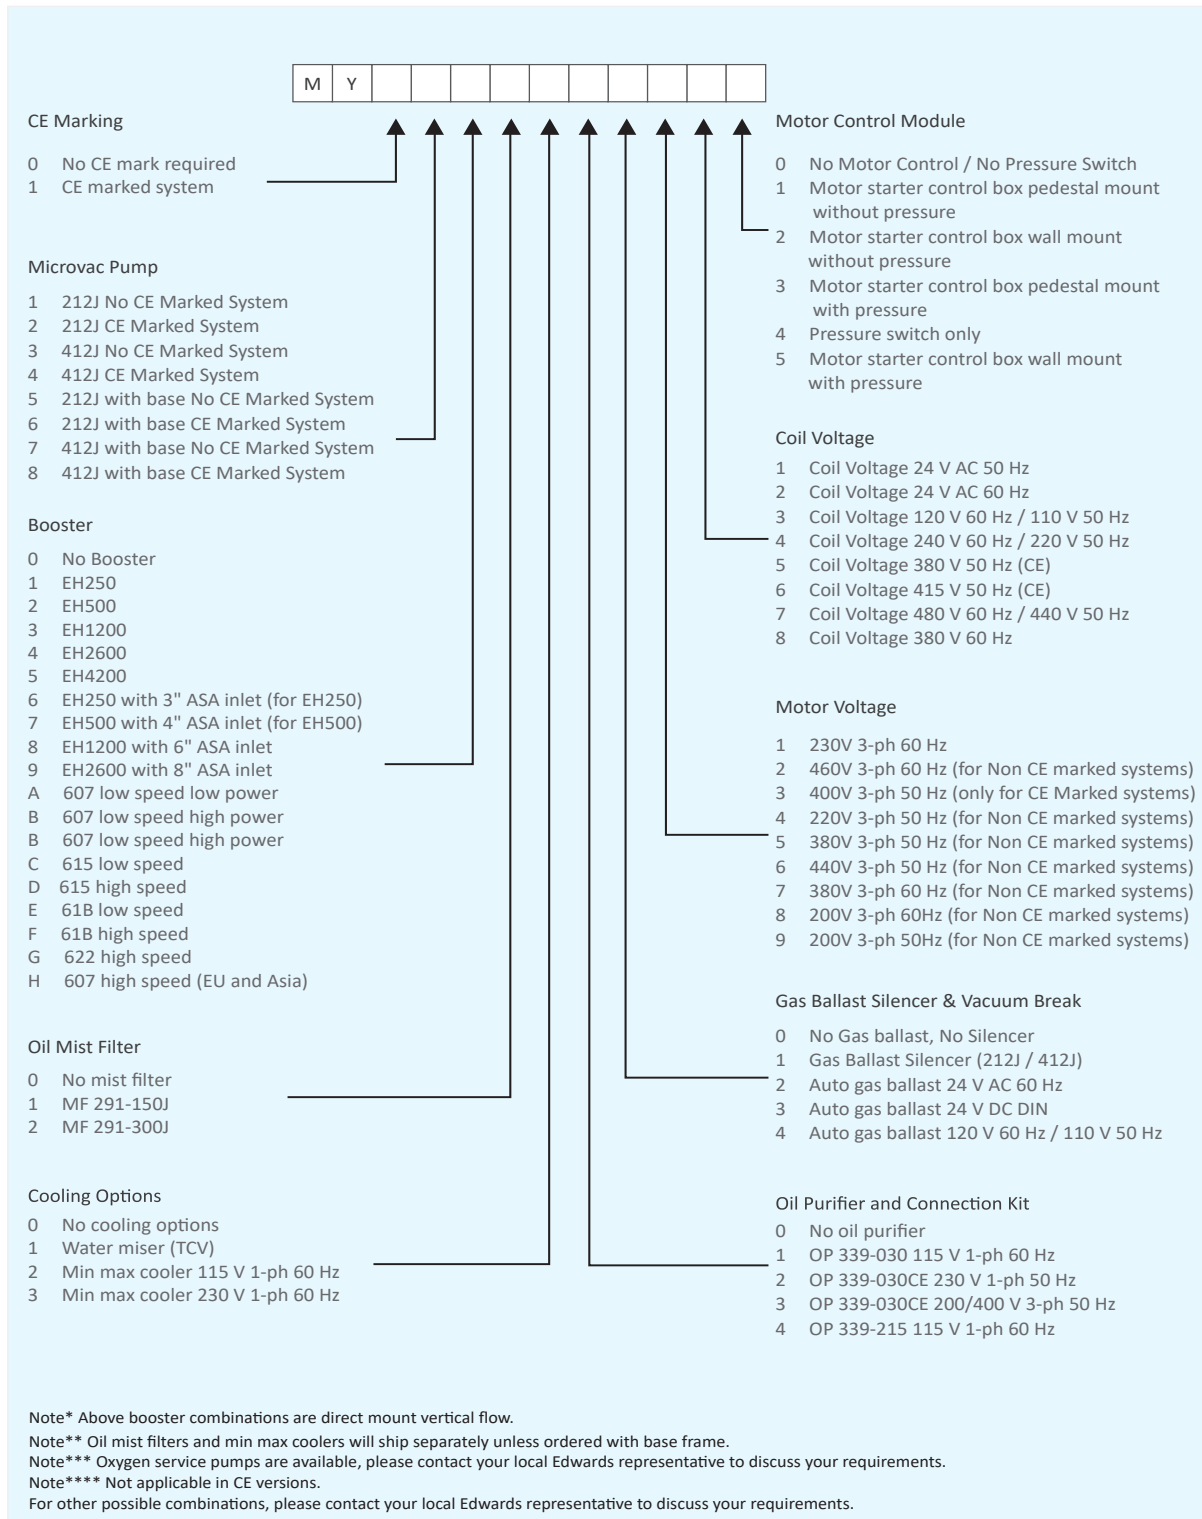 M Y
CE Marking
0 No CE mark required
1 CE marked system
Microvac Pump
1 212J No CE Marked System
2 212J CE Marked System
3 412J No CE Marked System
4 412J CE Marked System
5 212J with base No CE Marked System
6 212J with base CE Marked System
7 412J with base No CE Marked System
8 412J with base CE Marked System
Booster
0 No Booster
1 EH250
2 EH500
3 EH1200
4 EH2600
5 EH4200
6 EH250 with 3" ASA inlet (for EH250)
7 EH500 with 4" ASA inlet (for EH500)
8 EH1200 with 6" ASA inlet
9 EH2600 with 8" ASA inlet
A 607 low speed low power
B 607 low speed high power
B 607 low speed high power
C 615 low speed
D 615 high speed
E 61B low speed
F 61B high speed
G 622 high speed
H 607 high speed (EU and Asia)
Oil Mist Filter
0 No mist filter
1 MF 291-150J
2 MF 291-300J
Cooling Options
0 No cooling options
1 Water miser (TCV)
2 Min max cooler 115 V 1-ph 60 Hz
3 Min max cooler 230 V 1-ph 60 Hz
Motor Control Module
0 No Motor Control / No Pressure Switch
1 Motor starter control box pedestal mount
without pressure
2 Motor starter control box wall mount
without pressure
3 Motor starter control box pedestal mount
with pressure
4 Pressure switch only
5 Motor starter control box wall mount
with pressure
Coil Voltage
1 Coil Voltage 24 V AC 50 Hz
2 Coil Voltage 24 V AC 60 Hz
3 Coil Voltage 120 V 60 Hz / 110 V 50 Hz
4 Coil Voltage 240 V 60 Hz / 220 V 50 Hz
5 Coil Voltage 380 V 50 Hz (CE)
6 Coil Voltage 415 V 50 Hz (CE)
7 Coil Voltage 480 V 60 Hz / 440 V 50 Hz
8 Coil Voltage 380 V 60 Hz
Motor Voltage
1 230V 3-ph 60 Hz
2 460V 3-ph 60 Hz (for Non CE marked systems)
3 400V 3-ph 50 Hz (only for CE Marked systems)
4 220V 3-ph 50 Hz (for Non CE marked systems)
5 380V 3-ph 50 Hz (for Non CE marked systems)
6 440V 3-ph 50 Hz (for Non CE marked systems)
7 380V 3-ph 60 Hz (for Non CE marked systems)
8 200V 3-ph 60Hz (for Non CE marked systems)
9 200V 3-ph 50Hz (for Non CE marked systems)
Gas Ballast Silencer & Vacuum Break
0 No Gas ballast, No Silencer
1 Gas Ballast Silencer (212J / 412J)
2 Auto gas ballast 24 V AC 60 Hz
3 Auto gas ballast 24 V DC DIN
4 Auto gas ballast 120 V 60 Hz / 110 V 50 Hz
Oil Purifier and Connection Kit
0 No oil purifier
1 OP 339-030 115 V 1-ph 60 Hz
2 OP 339-030CE 230 V 1-ph 50 Hz
3 OP 339-030CE 200/400 V 3-ph 50 Hz
4 OP 339-215 115 V 1-ph 60 Hz
Note* Above booster combinations are direct mount vertical flow.
Note** Oil mist filters and min max coolers will ship separately unless ordered with base frame.
Note*** Oxygen service pumps are available, please contact your local Edwards representative to discuss your requirements.
Note**** Not applicable in CE versions.
For other possible combinations, please contact your local Edwards representative to discuss your requirements.